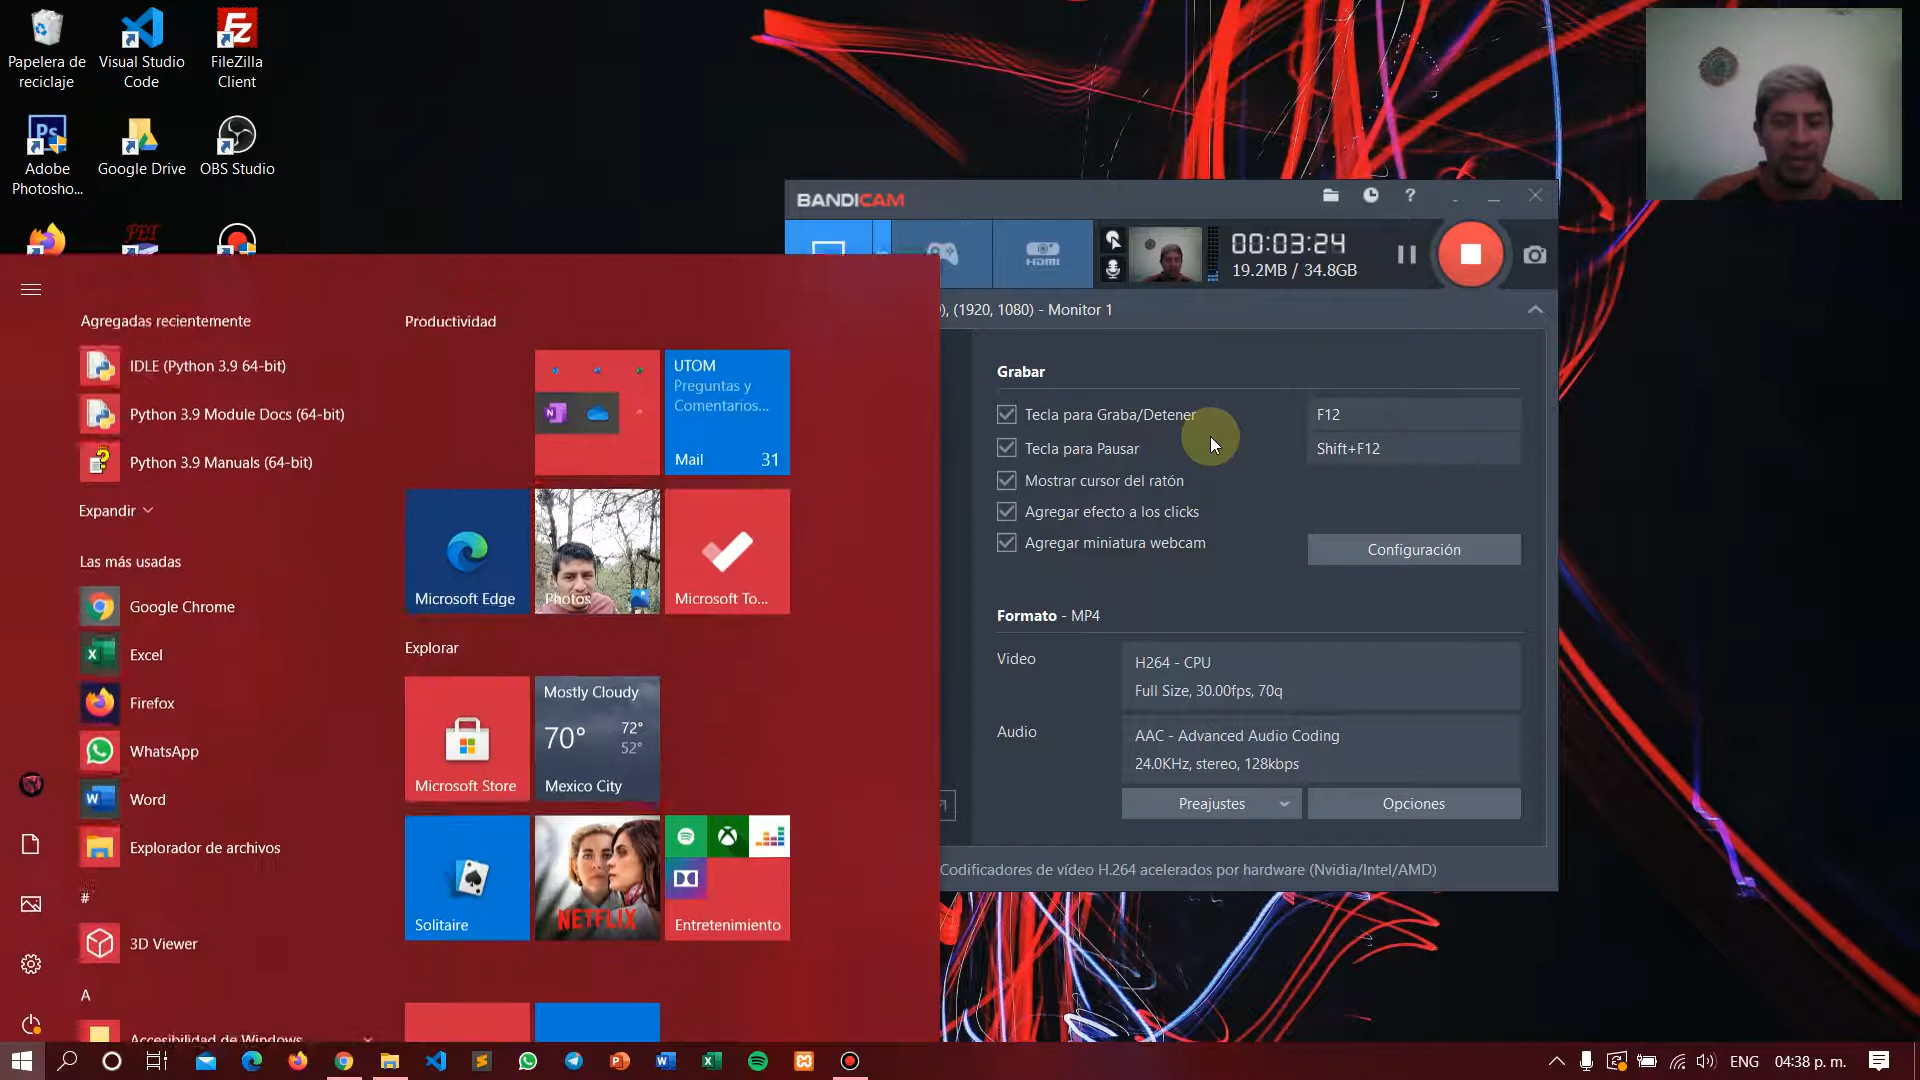 Papelera de
reciclaje
Visual Studio
Code
FileZilla
Client
Adobe
Photosho...
Google Drive
OBS Studio
FET
BANDICAM
?
HDMI
00:03:24
19.2MB / 34.8GB
), (1920, 1080) - Monitor 1
Grabar
Tecla para Graba/Detener
F12
Tecla para Pausar
Shift+F12
Mostrar cursor del ratón
Agregar efecto a los clicks
Agregar miniatura webcam
Configuración
Formato - MP4
Video
H264 - CPU
Full Size, 30.00fps, 70q
Audio
AAC - Advanced Audio Coding
24.0KHz, stereo, 128kbps
Preajustes
Opciones
Codificadores de vídeo H.264 acelerados por hardware (Nvidia/Intel/AMD)
Agregadas recientemente
IDLE (Python 3.9 64-bit)
Python 3.9 Module Docs (64-bit)
Python 3.9 Manuals (64-bit)
Expandir
Las más usadas
Google Chrome
Excel
Firefox
WhatsApp
Word
Explorador de archivos
#
3D Viewer
A
Accesibilidad de Windows
Productividad
UTOM
Preguntas y
Comentarios...
Mail 31
Microsoft Edge
Photos
Microsoft To...
Explorar
Microsoft Store
Mostly Cloudy
70°
72°
52°
Mexico City
Solitaire
NETFLIX
Entretenimiento
ENG
04:38 p. m.